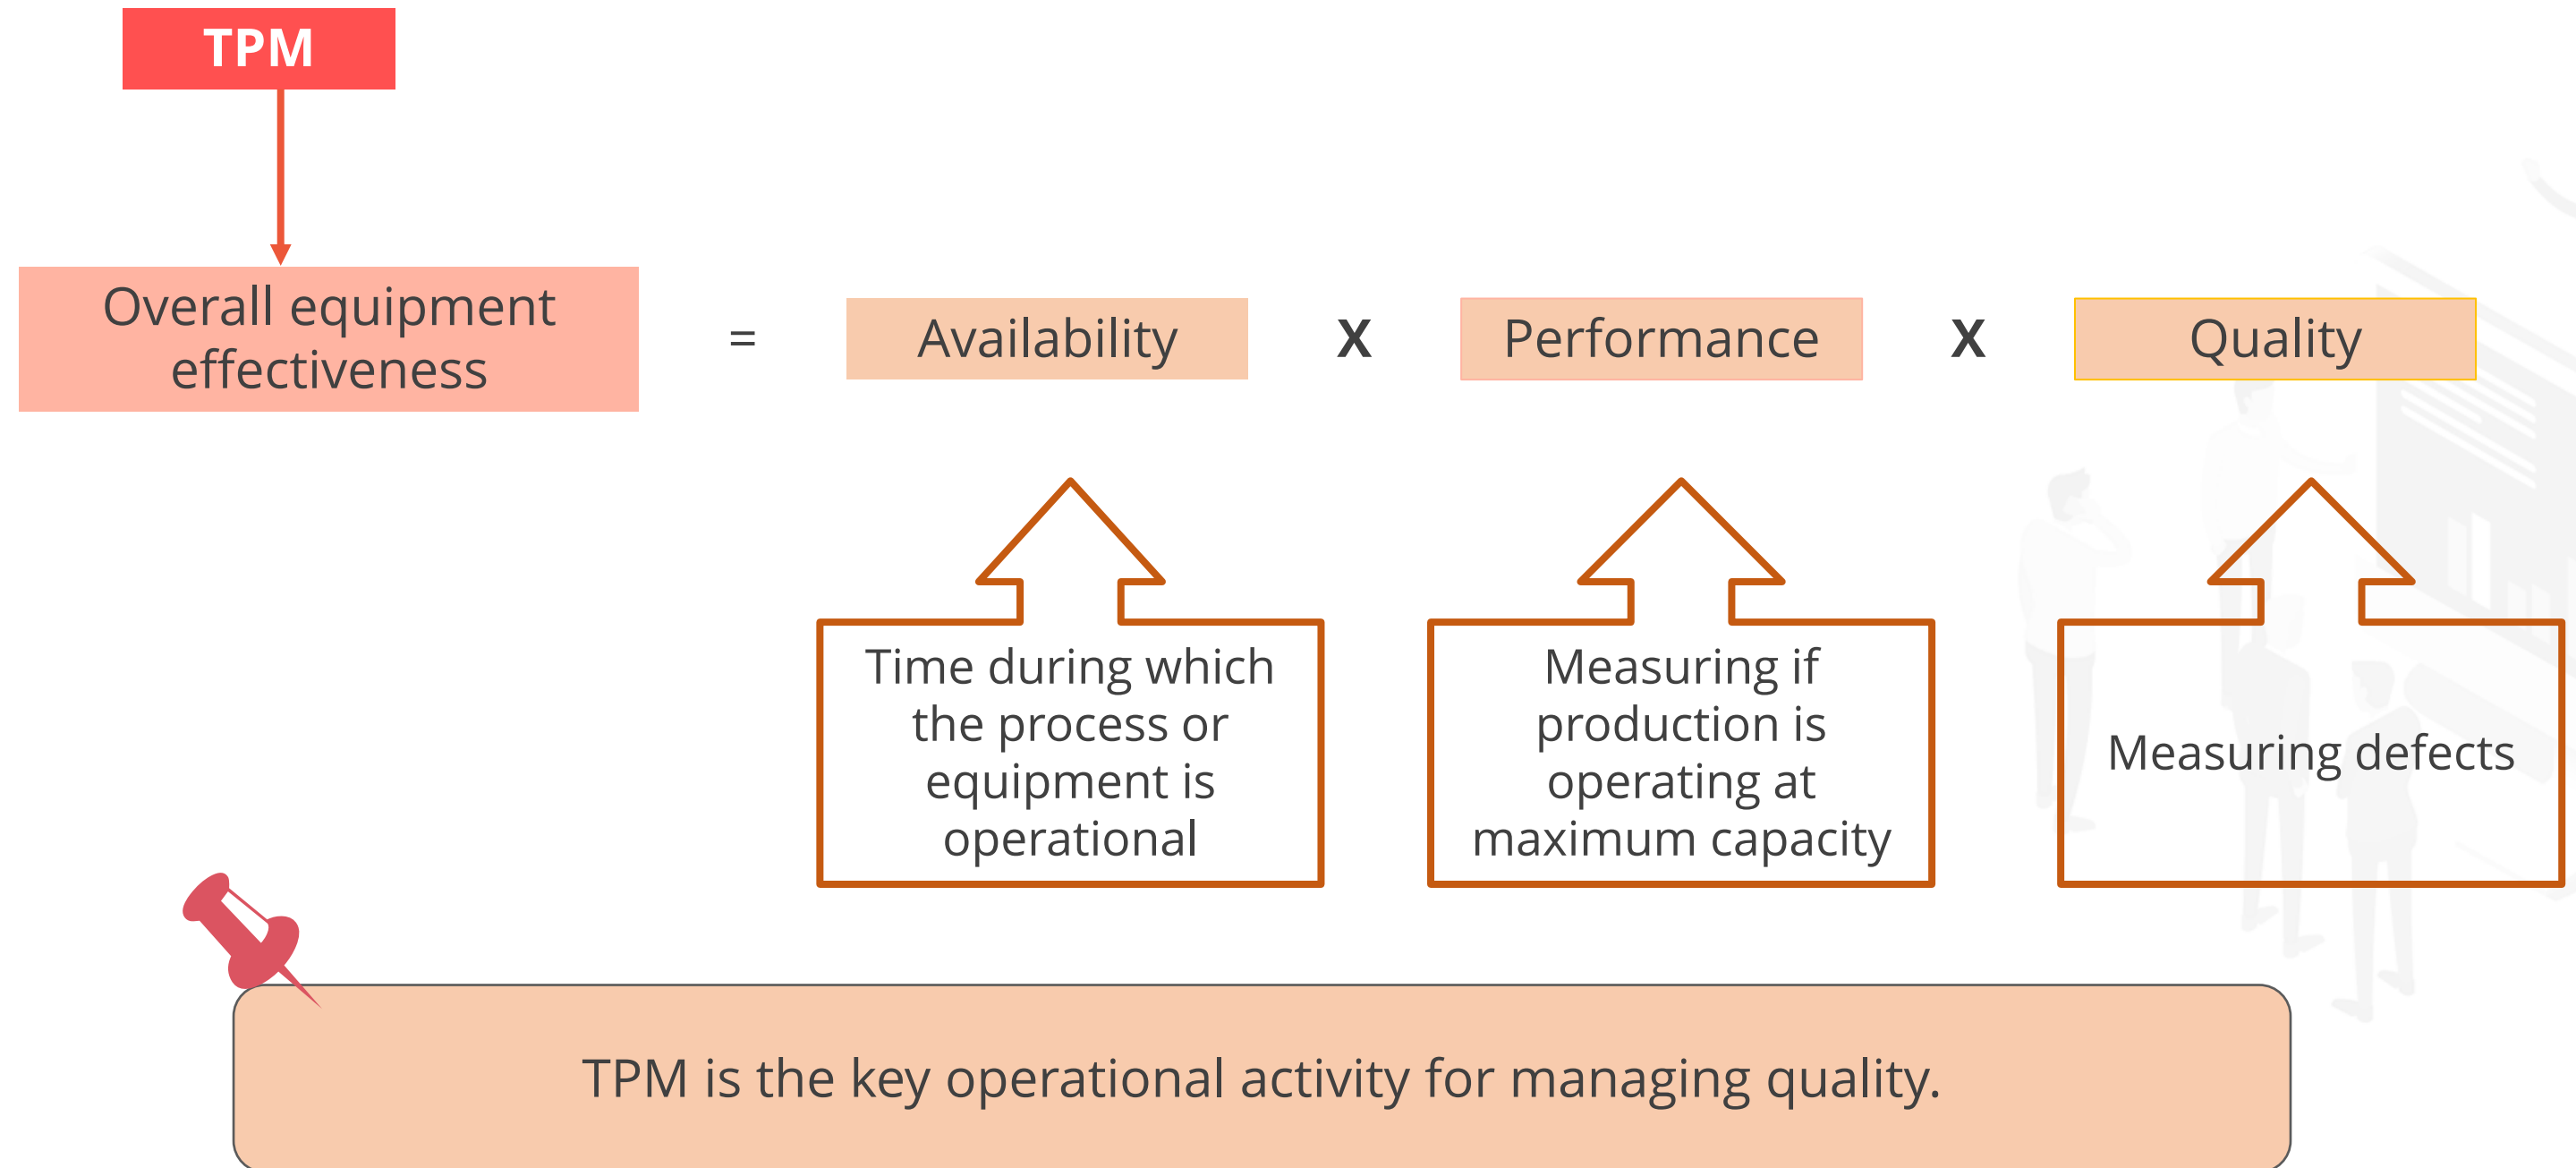 TPM
Overall equipment
effectiveness
=
Availability
X
Performance
X
Quality
Time during which
the process or
equipment is
operational
Measuring if
production is
operating at
maximum capacity
Measuring defects
TPM is the key operational activity for managing quality.